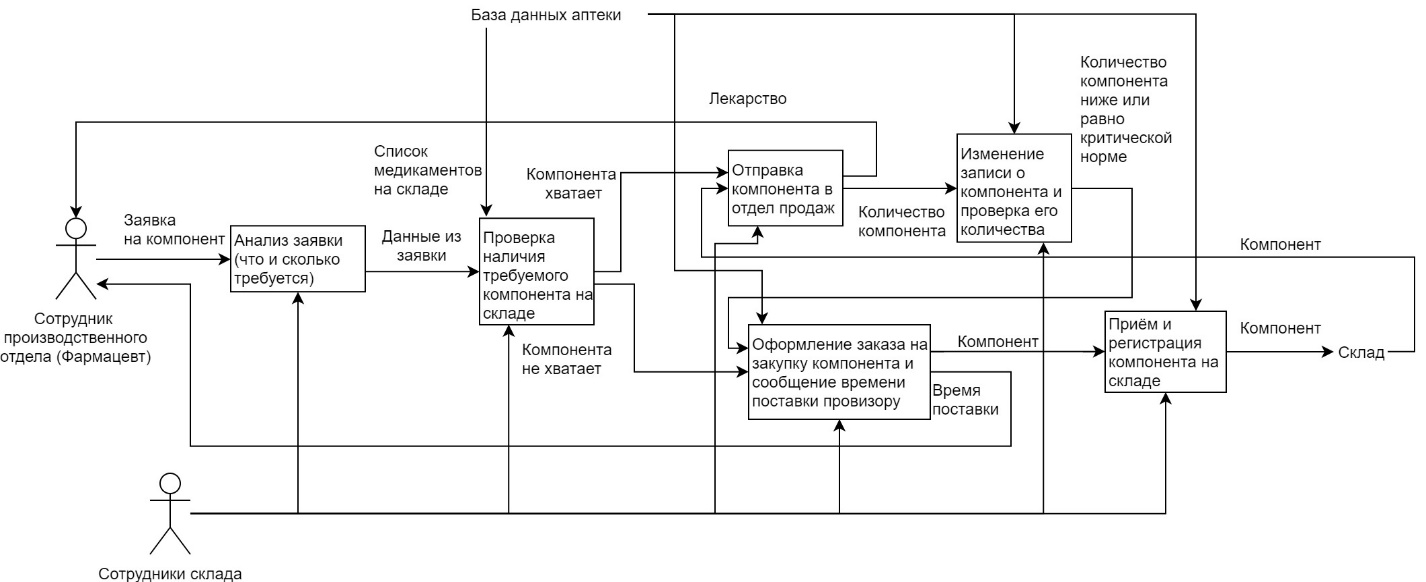 База данных аптеки
Количество
компонента
ниже или
равно
критической
норме
Лекарство
Список
медикаментов
на складе
Компонента
хватает
Отправка
компонента в
отдел продаж
Изменение
записи о
компонента и
проверка его
количества
Количество
компонента
Заявка
на компонент
Анализ заявки
(что и сколько
требуется)
Данные из
заявки
Проверка
наличия
требуемого
компонента на
складе
Компонент
Сотрудник
производственного
отдела (Фармацевт)
Компонента
не хватает
Оформление заказа на
закупку компонента и
сообщение времени
поставки провизору
Компонент
Приём и
регистрация
компонента на
складе
Компонент
Склад
Время
поставки
Сотрудники склада